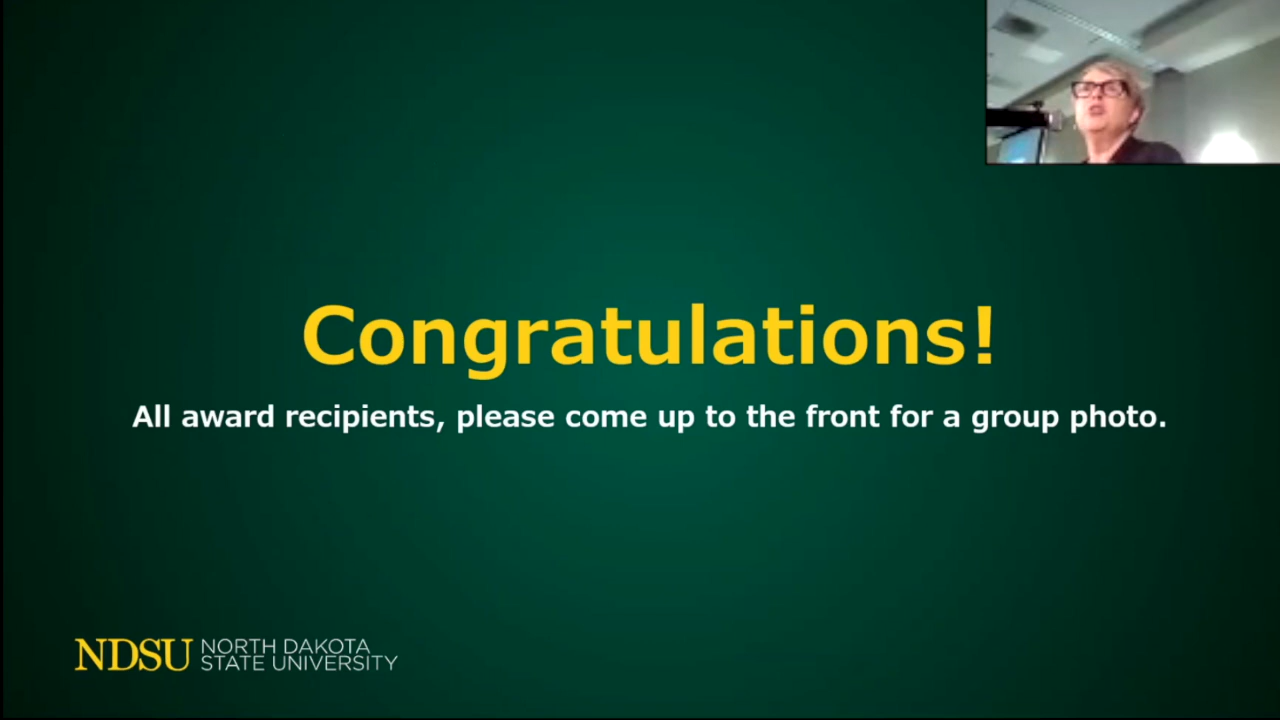 Congratulations!
All award recipients, please come up to the front for a group photo.
NDSU NORTH DAKOTA
STATE UNIVERSITY